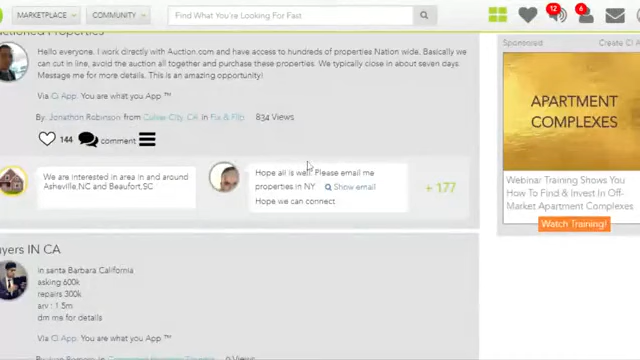 MARKETPLACE
COMMUNITY
Find What You're Looking For Fast
12
6
Properties
Hello everyone. I work directly with Auction.com and have access to hundreds of properties Nation wide. Basically we
can cut in line, avoid the auction all together and purchase these properties. We typically close in about seven days.
Message me for more details. This is an amazing opportunity!
Via CI App. You are what you App ™
By: Jonathon Robinson from Culver City, CA in Fix & Flip 834 Views
144
comment
We are interested in area in and around
Asheville,NC and Beaufort,SC
Hope all is well. Please email me
properties in NY Show email
Hope we can connect
+ 177
yers IN CA
in santa Barbara California
asking 600k
repairs 300k
arv : 1.5m
dm me for details
Via CI App. You are what you App ™
0 Views
Sponsored
Create CI A
APARTMENT
COMPLEXES
Webinar Training Shows You
How To Find & Invest In Off-
Market Apartment Complexes
Watch Training!